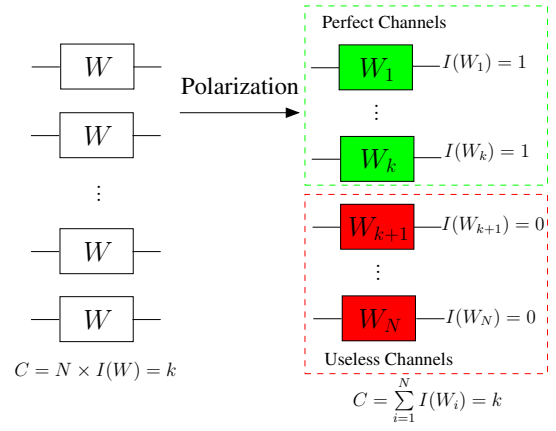 W
W
⋮
W
W
C = N × I(W) = k
Polarization
Perfect Channels
W_1 I(W_1) = 1
⋮
W_k I(W_k) = 1
W_{k+1} I(W_{k+1}) = 0
⋮
W_N I(W_N) = 0
Useless Channels
C = \sum_{i=1}^{N} I(W_i) = k